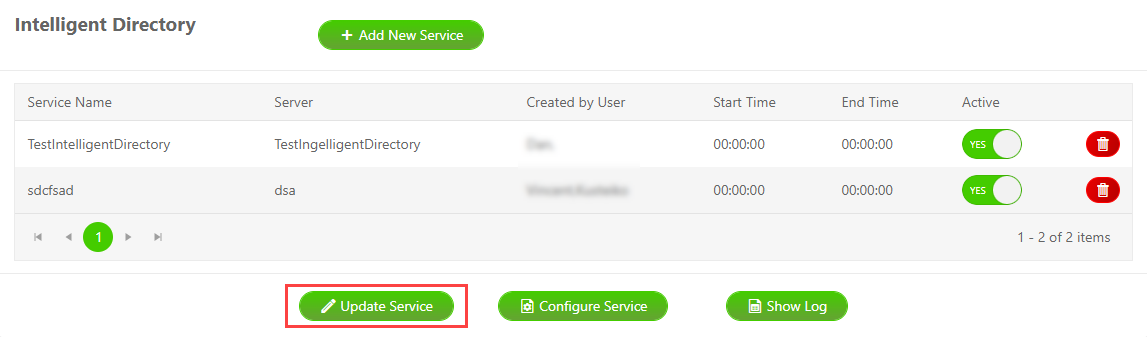 Intelligent Directory
Add New Service
Service Name Server Created by User Start Time End Time Active
TestIntelligentDirectory TestIngelligentDirectory 00:00:00 00:00:00 YES
sdcfsad dsa 00:00:00 00:00:00 YES
1 1 - 2 of 2 items
Update Service Configure Service Show Log